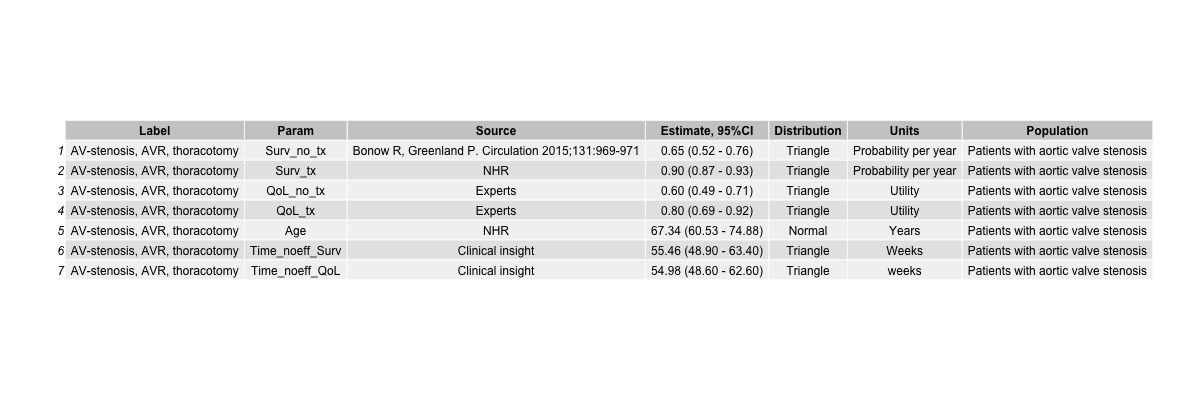 Label Param Source Estimate, 95%CI Distribution Units Population
1 AV-stenosis, AVR, thoracotomy Surv_no_tx Bonow R, Greenland P. Circulation 2015;131:969-971 0.65 (0.52 - 0.76) Triangle Probability per year Patients with aortic valve stenosis
2 AV-stenosis, AVR, thoracotomy Surv_tx NHR 0.90 (0.87 - 0.93) Triangle Probability per year Patients with aortic valve stenosis
3 AV-stenosis, AVR, thoracotomy QoL_no_tx Experts 0.60 (0.49 - 0.71) Triangle Utility Patients with aortic valve stenosis
4 AV-stenosis, AVR, thoracotomy QoL_tx Experts 0.80 (0.69 - 0.92) Triangle Utility Patients with aortic valve stenosis
5 AV-stenosis, AVR, thoracotomy Age NHR 67.34 (60.53 - 74.88) Normal Years Patients with aortic valve stenosis
6 AV-stenosis, AVR, thoracotomy Time_noeff_Surv Clinical insight 55.46 (48.90 - 63.40) Triangle Weeks Patients with aortic valve stenosis
7 AV-stenosis, AVR, thoracotomy Time_noeff_QoL Clinical insight 54.98 (48.60 - 62.60) Triangle weeks Patients with aortic valve stenosis